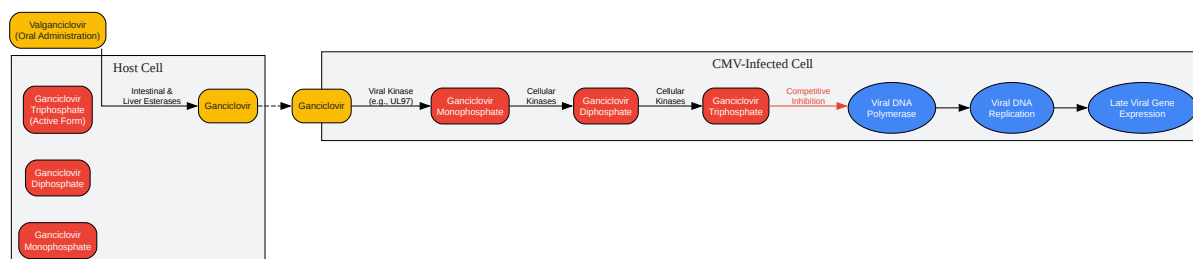 Valganciclovir
(Oral Administration)
Host Cell
Ganciclovir
Triphosphate
(Active Form)
Intestinal &
Liver Esterases
Ganciclovir
Ganciclovir
Diphosphate
Ganciclovir
Monophosphate
CMV-Infected Cell
Ganciclovir
Viral Kinase
(e.g., UL97)
Ganciclovir
Monophosphate
Cellular
Kinases
Ganciclovir
Diphosphate
Cellular
Kinases
Ganciclovir
Triphosphate
Competitive
Inhibition
Viral DNA
Polymerase
Viral DNA
Replication
Late Viral Gene
Expression